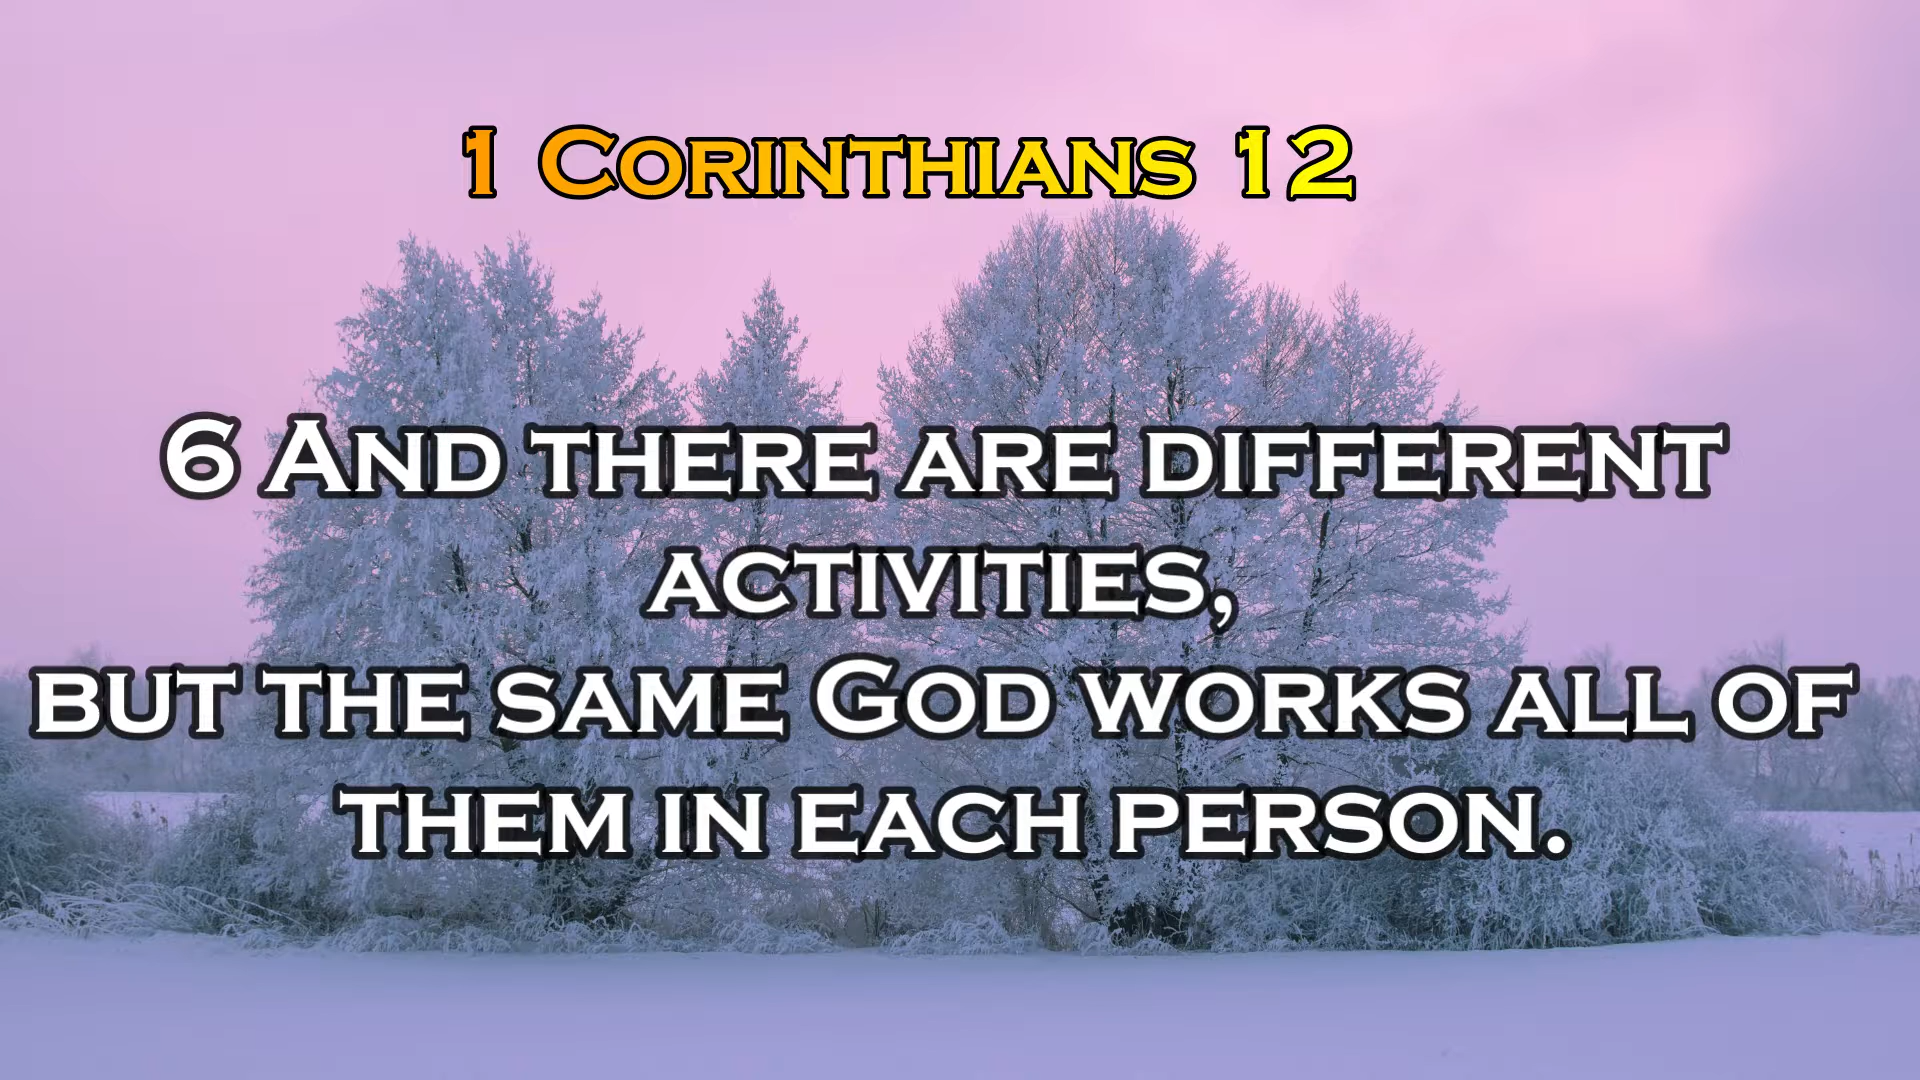 1 Corinthians 12
6 And there are different
activities,
but the same God works all of
them in each person.